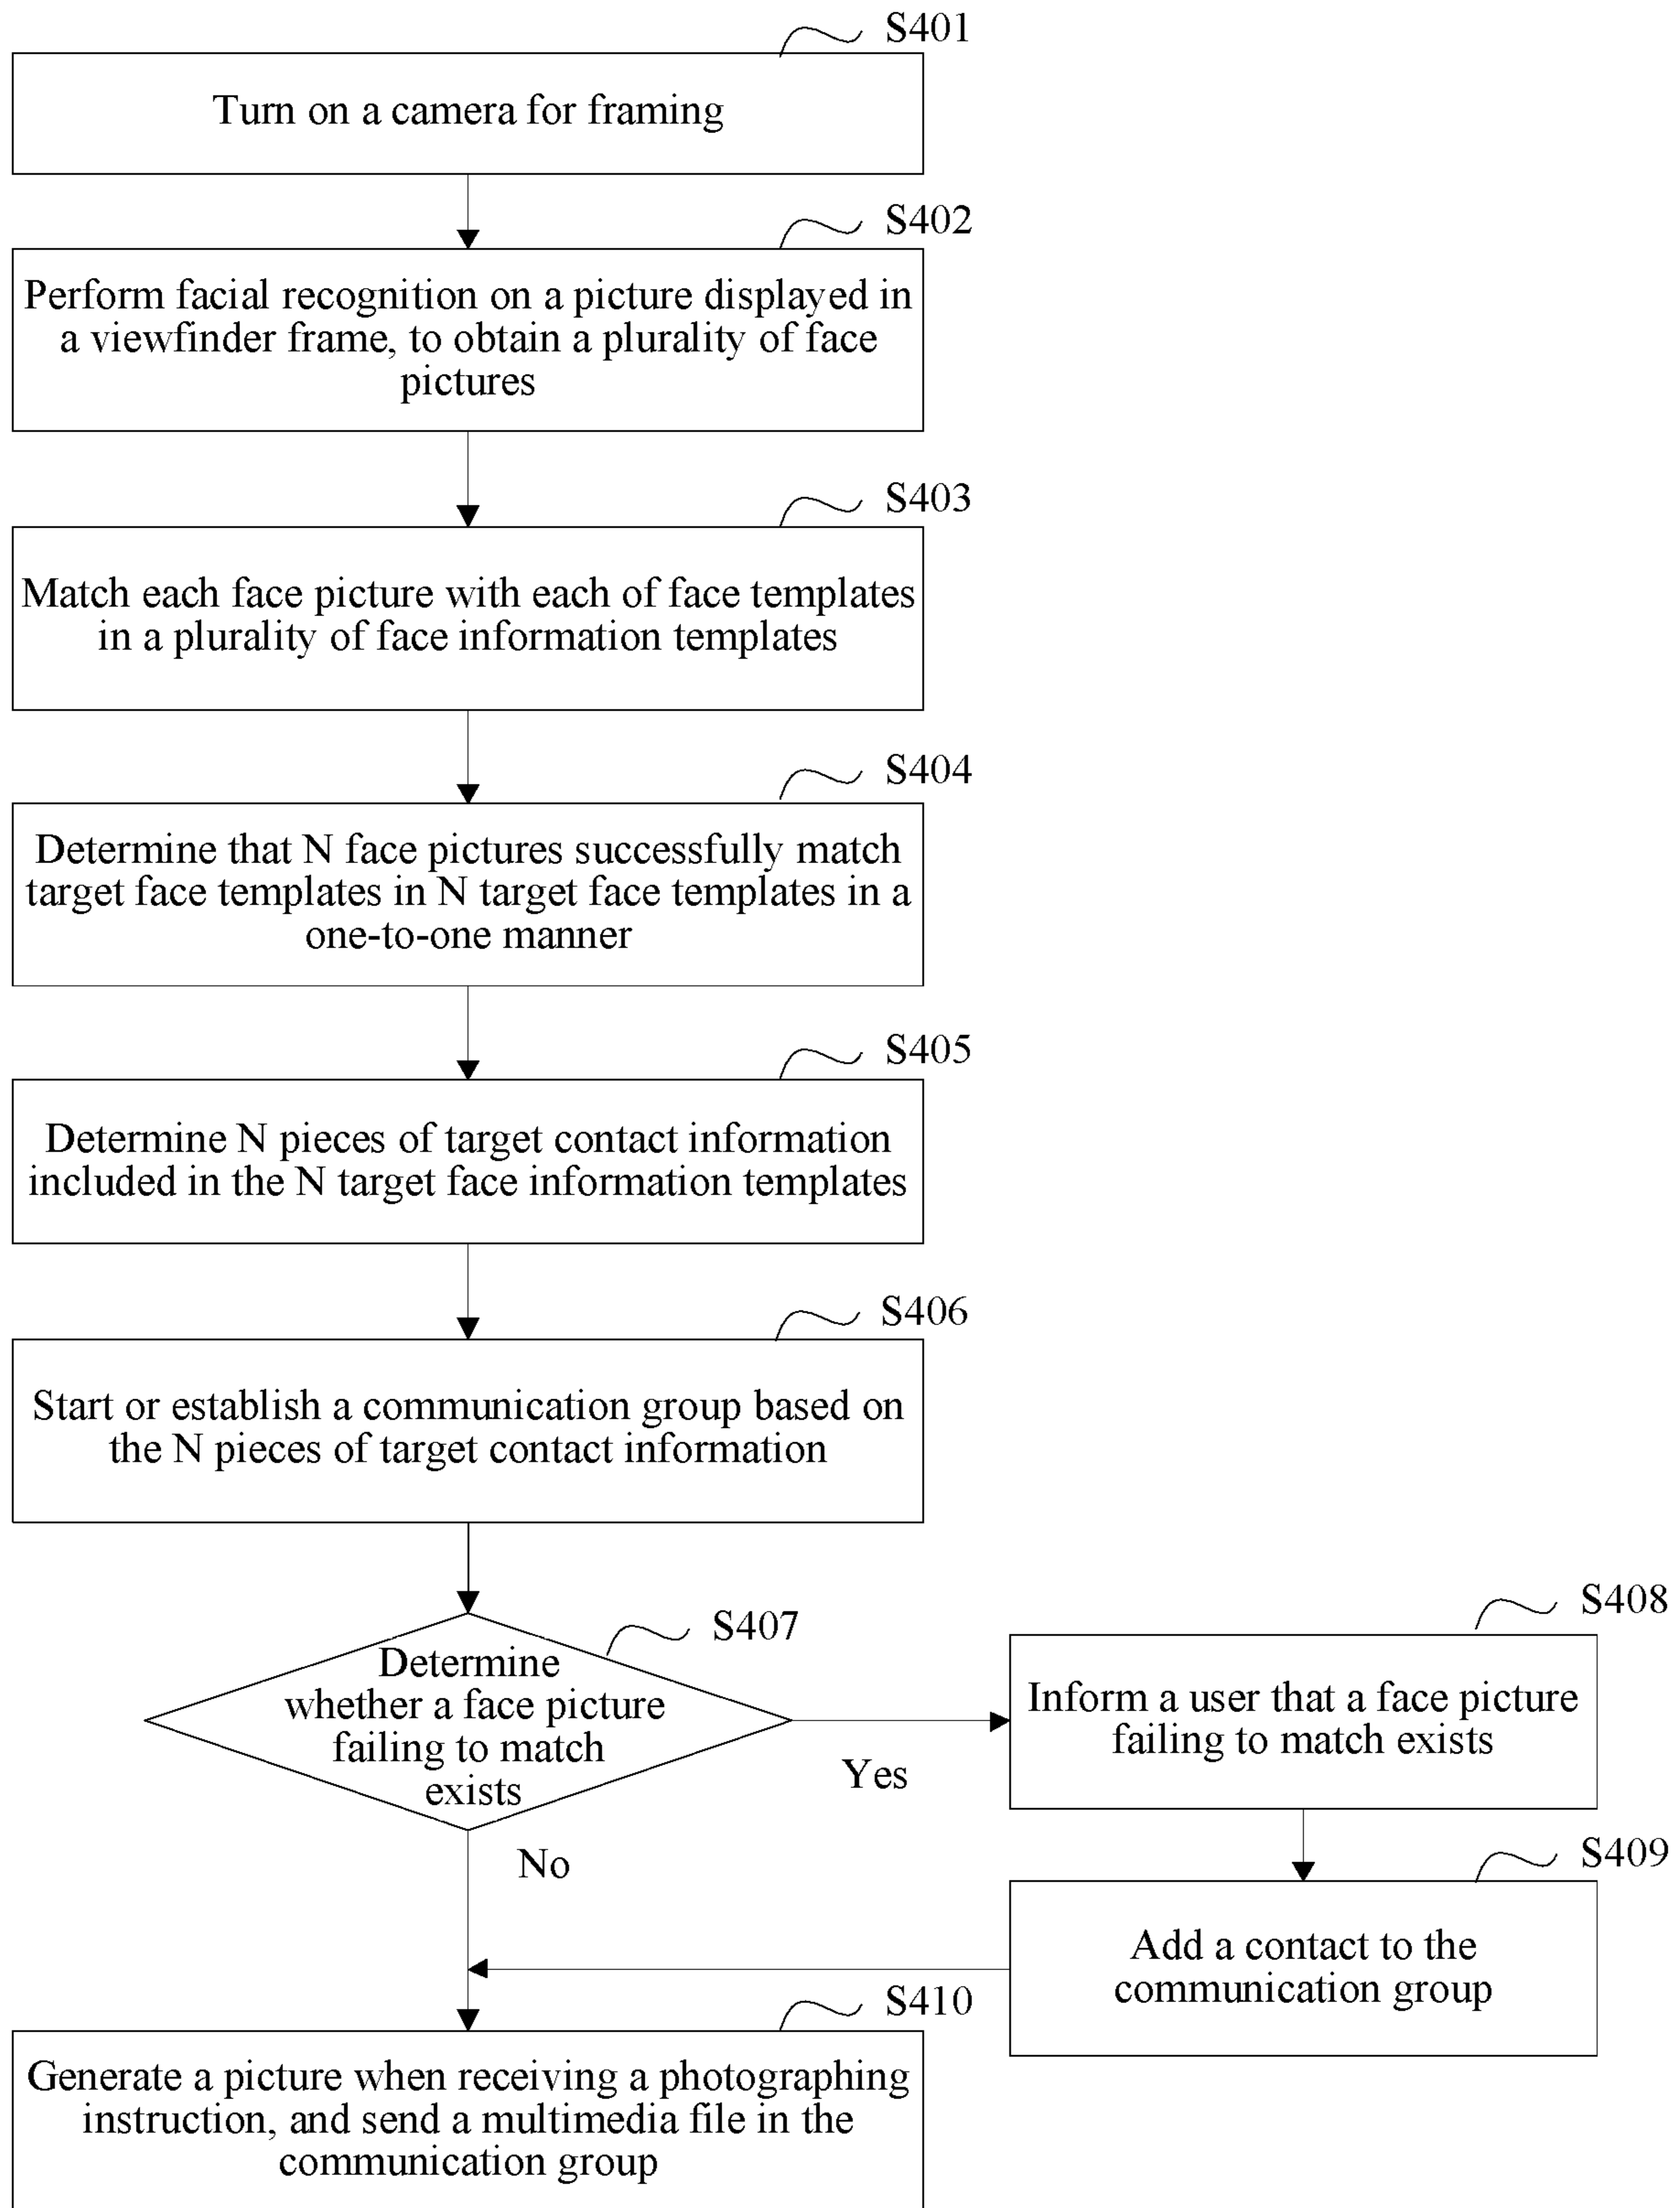 S401
Turn on a camera for framing
S402
Perform facial recognition on a picture displayed in
a viewfinder frame, to obtain a plurality of face
pictures
S403
Match each face picture with each of face templates
in a plurality of face information templates
S404
Determine that N face pictures successfully match
target face templates in N target face templates in a
one-to-one manner
S405
Determine N pieces of target contact information
included in the N target face information templates
S406
Start or establish a communication group based on
the N pieces of target contact information
S407
Determine
whether a face picture
failing to match
exists
Yes
No
S408
Inform a user that a face picture
failing to match exists
S409
Add a contact to the
communication group
S410
Generate a picture when receiving a photographing
instruction, and send a multimedia file in the
communication group